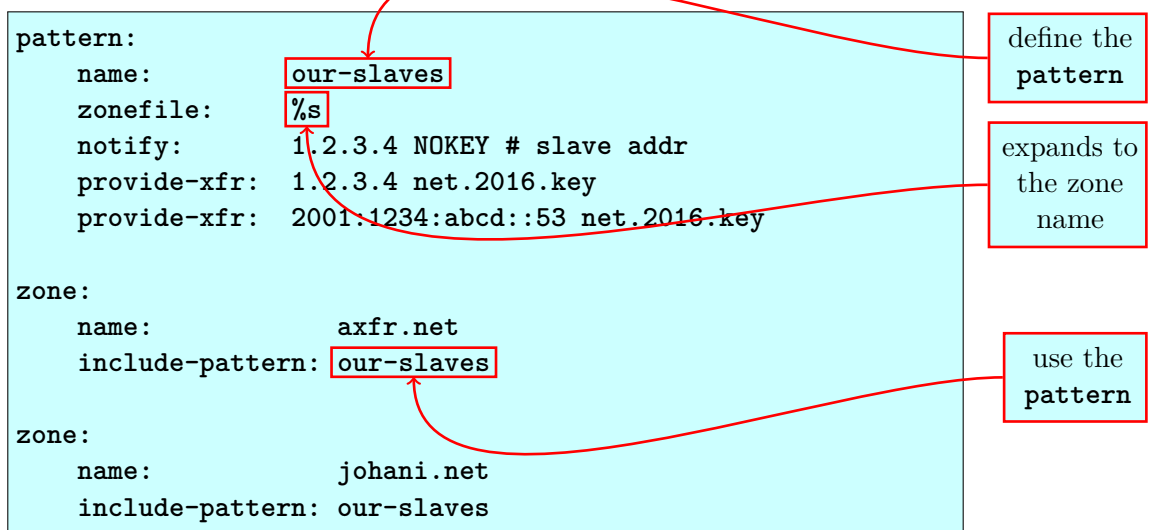 pattern:
name: our-slaves
zonefile: %s
notify: 1.2.3.4 NOKEY # slave addr
provide-xfr: 1.2.3.4 net.2016.key
provide-xfr: 2001:1234:abcd::53 net.2016.key
zone:
name: axfr.net
include-pattern: our-slaves
zone:
name: johani.net
include-pattern: our-slaves
define the
pattern
expands to
the zone
name
use the
pattern